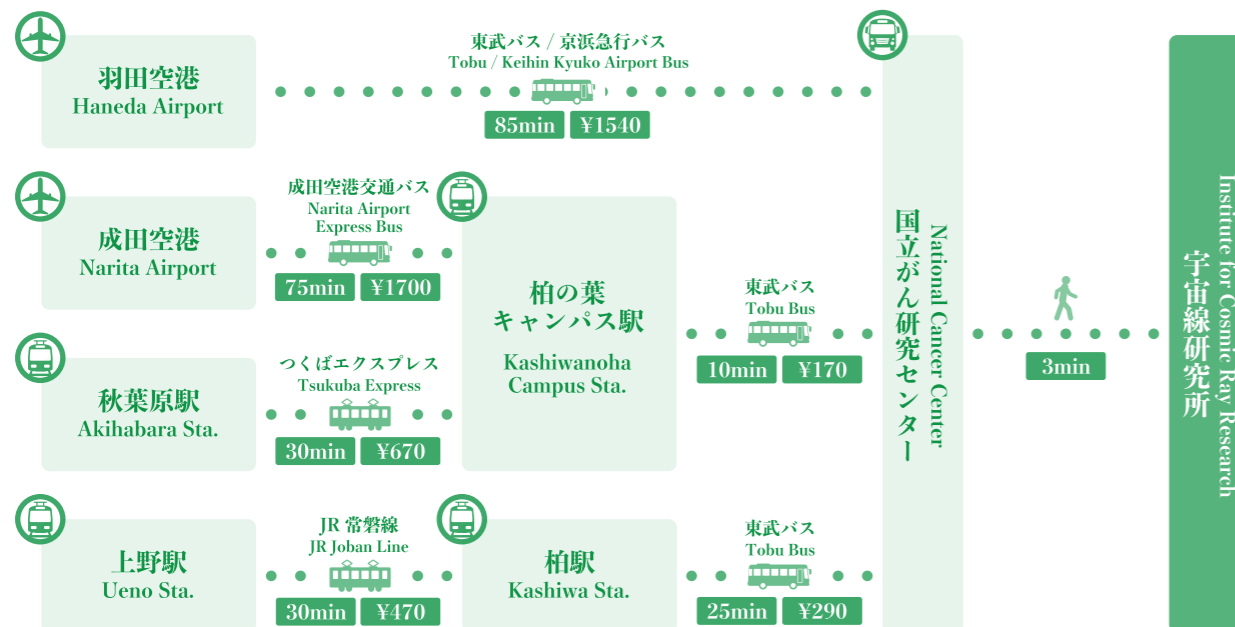 羽田空港
Haneda Airport
東武バス / 京浜急行バス
Tobu / Keihin Kyuko Airport Bus
85min ¥1540
成田空港
Narita Airport
成田空港交通バス
Narita Airport
Express Bus
75min ¥1700
秋葉原駅
Akihabara Sta.
つくばエクスプレス
Tsukuba Express
30min ¥670
柏の葉
キャンパス駅
Kashiwanoha
Campus Sta.
東武バス
Tobu Bus
10min ¥170
上野駅
Ueno Sta.
JR 常磐線
JR Joban Line
30min ¥470
柏駅
Kashiwa Sta.
東武バス
Tobu Bus
25min ¥290
国立がん研究センター
National Cancer Center
3min
宇宙線研究所
Institute for Cosmic Ray Research